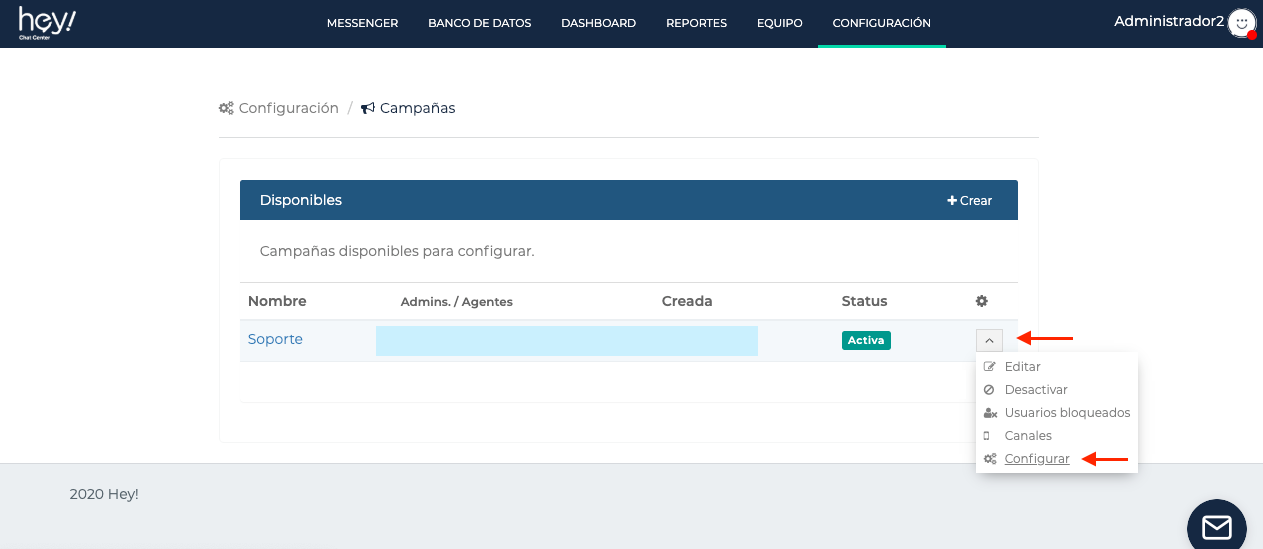 hey!
Chat Center
MESSENGER BANCO DE DATOS DASHBOARD REPORTES EQUIPO CONFIGURACIÓN
Administrador2
Configuración / Campañas
Disponibles
Crear
Campañas disponibles para configurar.
Nombre Admins. / Agentes Creada Status
Soporte Activa
Editar
Desactivar
Usuarios bloqueados
Canales
Configurar
2020 Hey!